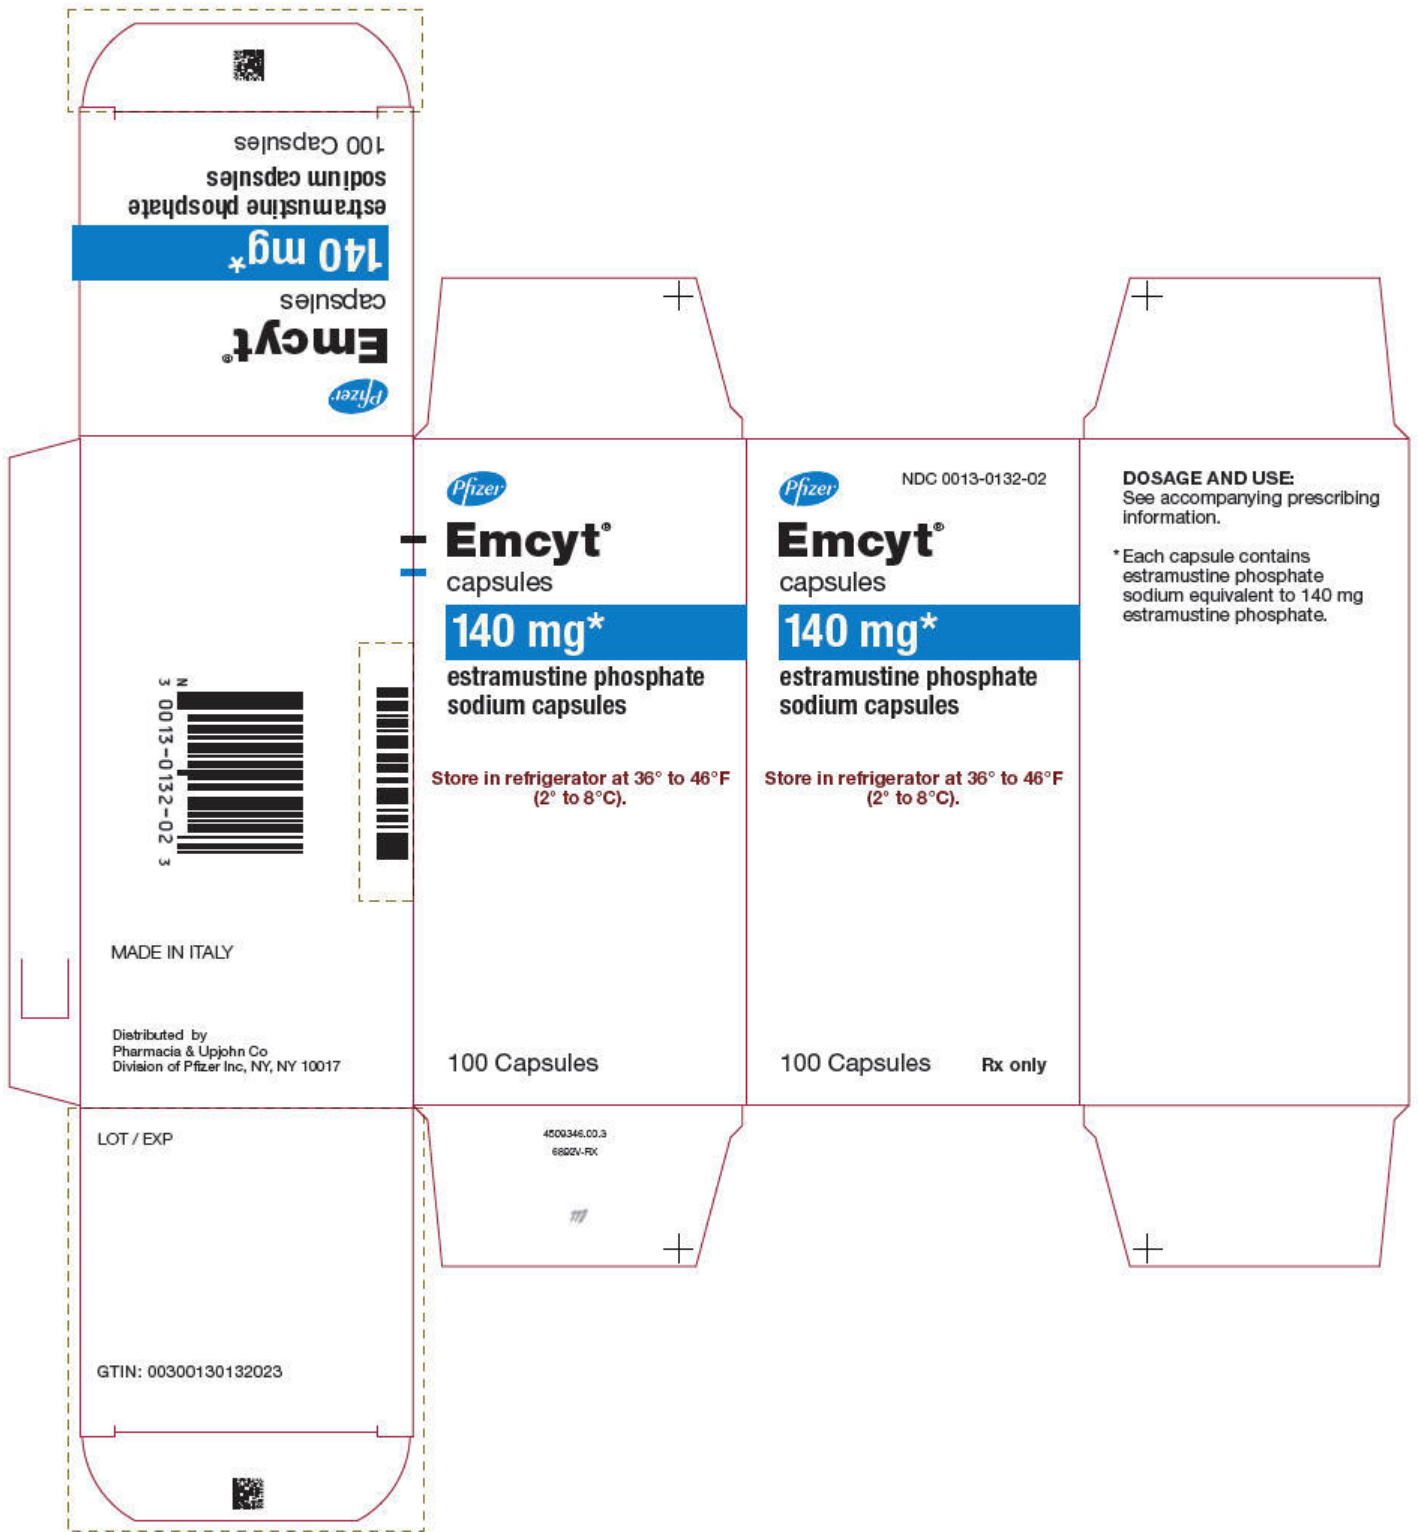 100 Capsules
estramustine phosphate
sodium capsules
140 mg*
capsules
Emcyt®
Pfizer
N
3 0013-0132-02 3
MADE IN ITALY
Distributed by
Pharmacia & Upjohn Co
Division of Pfizer Inc, NY, NY 10017
LOT / EXP
GTIN: 00300130132023
Pfizer
Emcyt®
capsules
140 mg*
estramustine phosphate
sodium capsules
Store in refrigerator at 36° to 46°F
(2° to 8°C).
100 Capsules
4509346.00.3
6892V-RX
Pfizer
NDC 0013-0132-02
Emcyt®
capsules
140 mg*
estramustine phosphate
sodium capsules
Store in refrigerator at 36° to 46°F
(2° to 8°C).
100 Capsules Rx only
DOSAGE AND USE:
See accompanying prescribing
information.
* Each capsule contains
estramustine phosphate
sodium equivalent to 140 mg
estramustine phosphate.